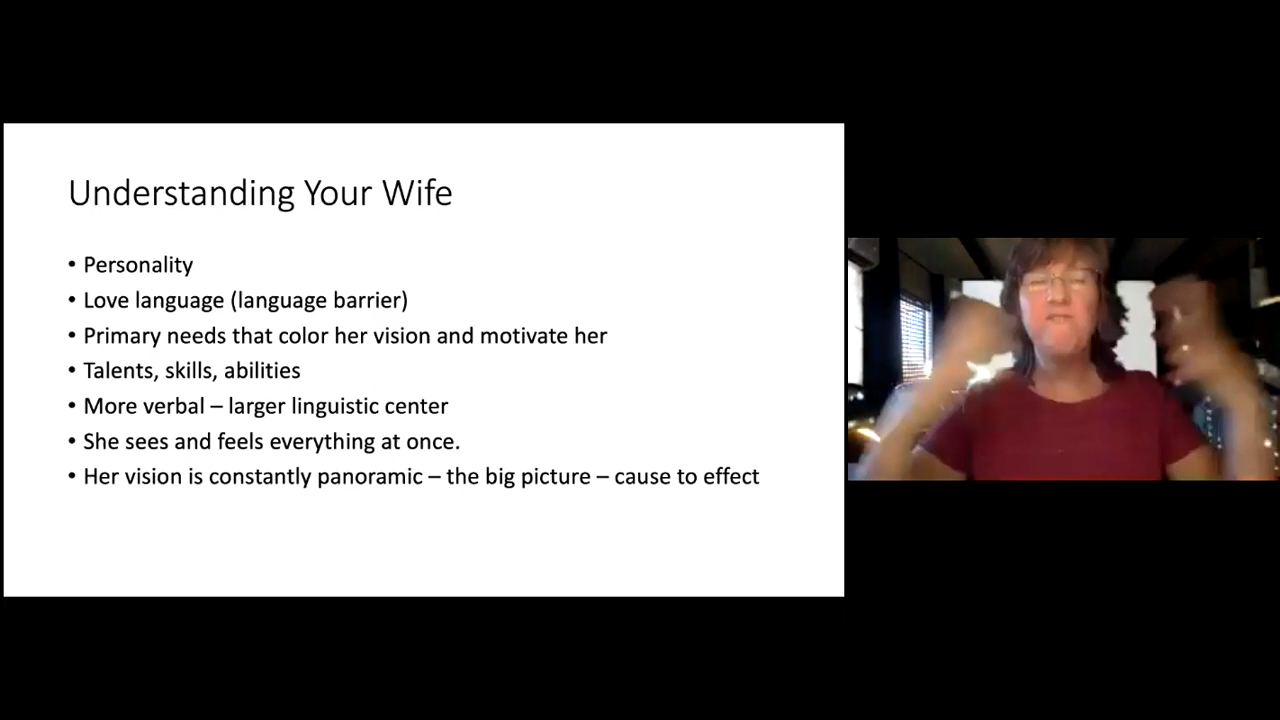 Understanding Your Wife
• Personality
• Love language (language barrier)
• Primary needs that color her vision and motivate her
• Talents, skills, abilities
• More verbal – larger linguistic center
• She sees and feels everything at once.
• Her vision is constantly panoramic – the big picture – cause to effect